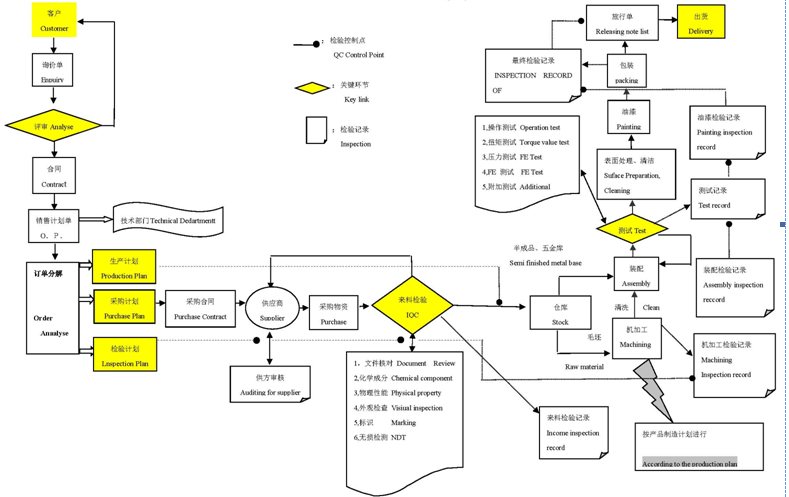 客户
Customer
询价单
Enquiry
评审 Analyse
合同
Contract
销售计划单
O、P、
技术部门Technical Dedartmentt
订单分解
Order
Ananlyse
生产计划
Production Plan
采购计划
Purchase Plan
检验计划
Lnspection Plan
采购合同
Purchase Contract
供应商
Supplier
采购物资
Purchase
来料检验
IQC
供方审核
Auditing for supplier
1，文件核对 Document Review
2,化学成分 Chemical component
3,物理性能 Physical property
4,外观检查 Visiual inspection
5,标识 Marking
6,无损检测 NDT
：检验控制点
QC Control Point
：关键环节
Key link
：检验记录
Inspection
放行单
Releasing note list
出货
Delivery
最终检验记录
INSPECTION RECORD
OF
包装
packing
油漆
Painting
油漆检验记录
Painting inspection
record
1,操作测试 Operation test
2,扭矩测试 Torque value test
3,压力测试 FE Test
4,FE 测试 FE Test
5,附加测试 Additional
表面处理、清洁
Suface Preparation,
Cleaning
测试记录
Test record
测试 Test
半成品、五金库
Semi finished metal base
装配
Assembly
装配检验记录
Assembly inspection
reccord
清洗 Clean
仓库
Stock
毛坯
Raw material
机加工
Machining
机加工检验记录
Machining
Inspection record
来料检验记录
Income inspection
record
按产品制造计划进行
According to the production plan